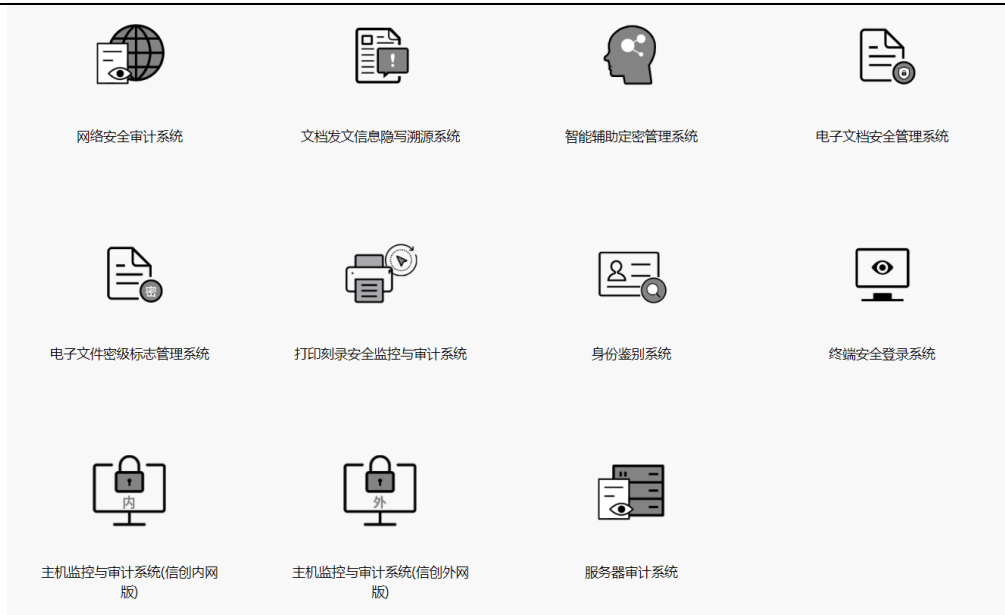 网络安全审计系统
文档发文信息隐写溯源系统
智能辅助定密管理系统
电子文档安全管理系统
密
电子文件密级标志管理系统
打印刻录安全监控与审计系统
身份鉴别系统
终端安全登录系统
内
外
主机监控与审计系统(信创内网
版)
主机监控与审计系统(信创外网
版)
服务器审计系统